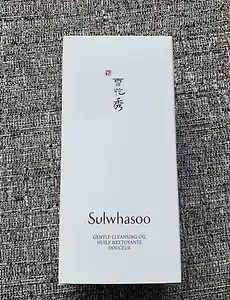 雪花秀
Sulwhasoo
GENTLE CLEANSING OIL
HUILE NETTOYANTE
DOUCEUR